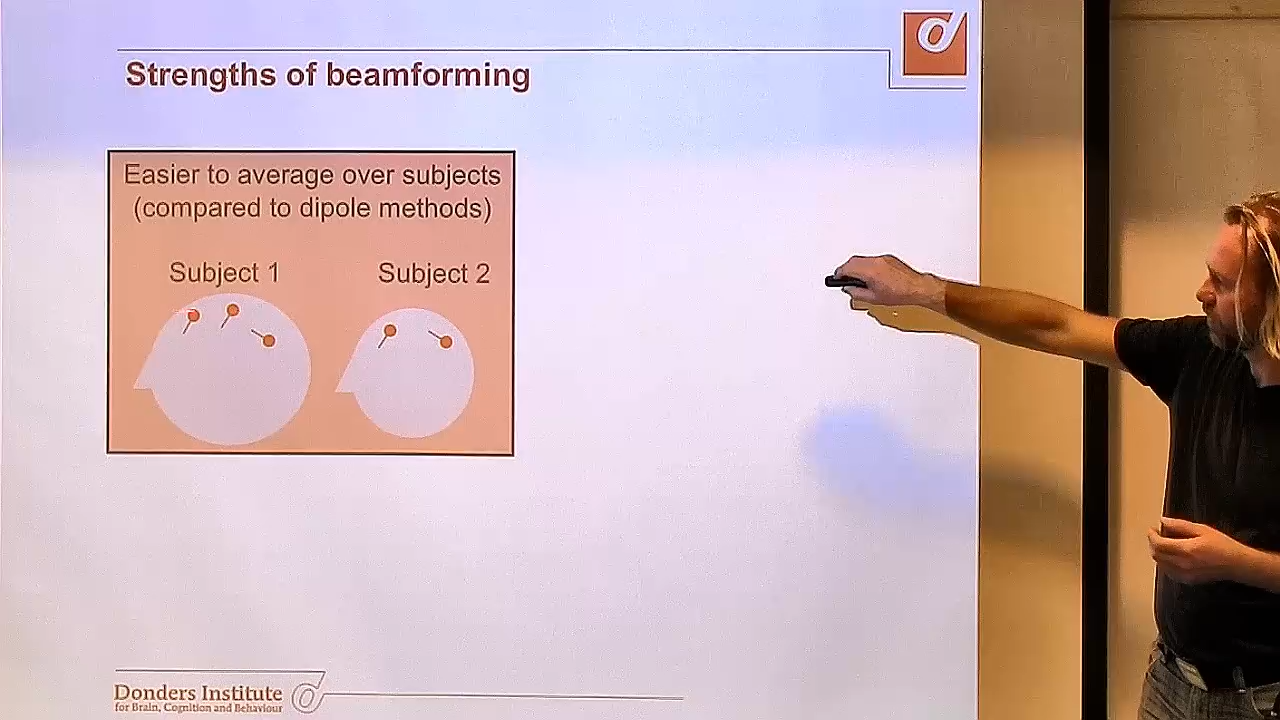 Strengths of beamforming
Easier to average over subjects
(compared to dipole methods)
Subject 1
Subject 2
Donders Institute
for Brain, Cognition and Behaviour